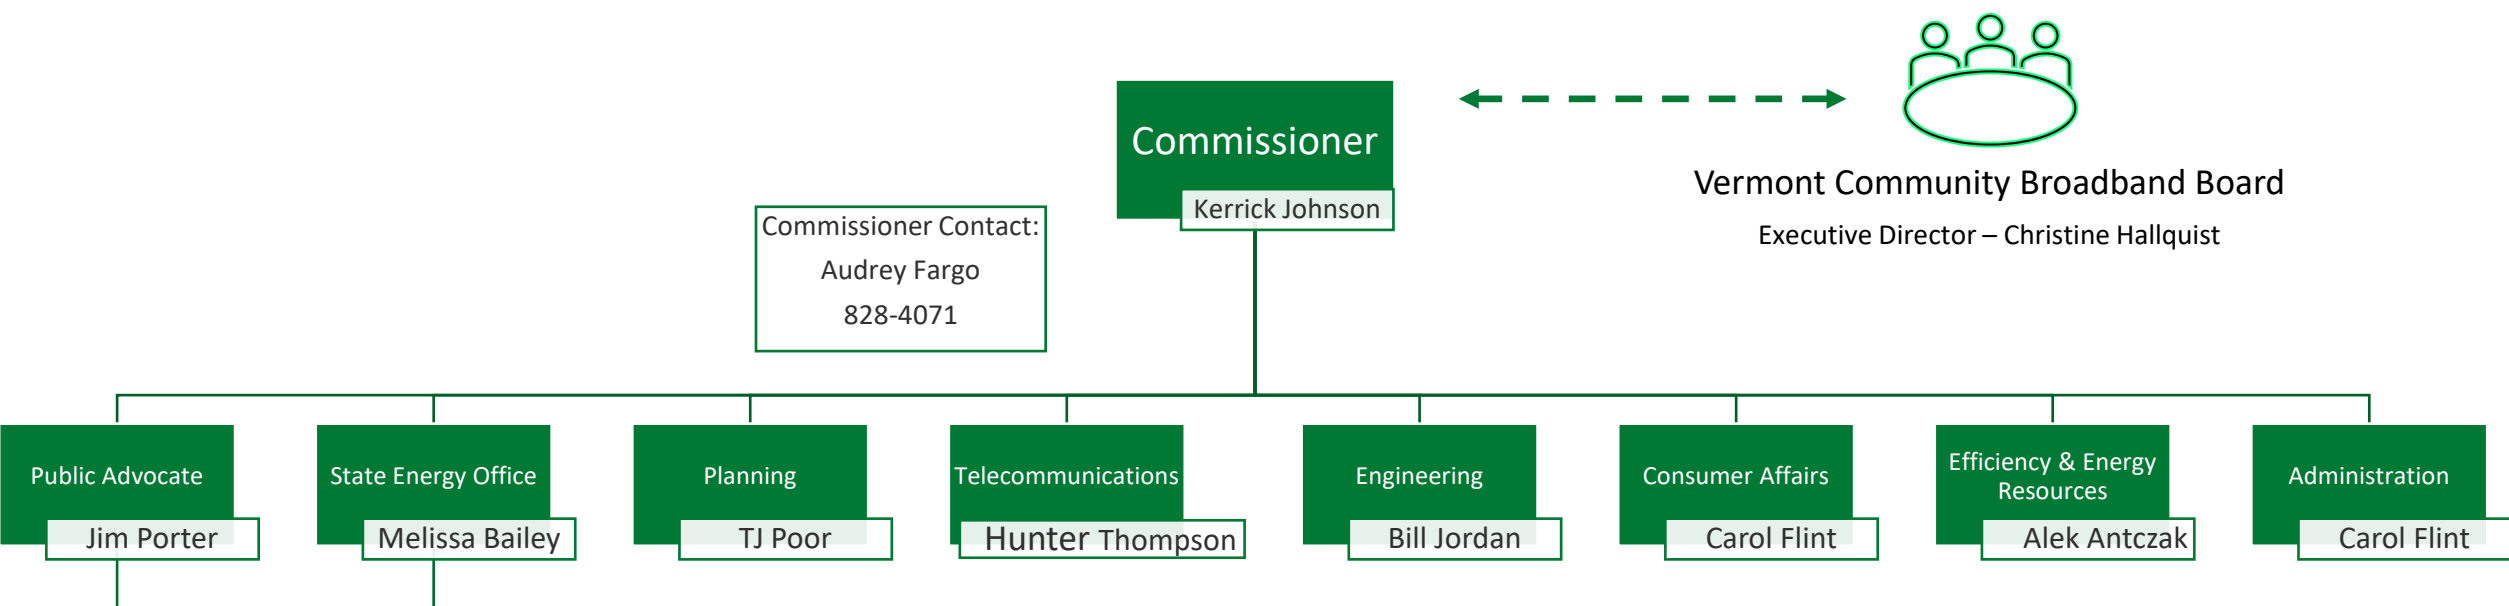 Commissioner
Kerrick Johnson
Vermont Community Broadband Board
Executive Director – Christine Hallquist
Commissioner Contact:
Audrey Fargo
828-4071
Public Advocate
Jim Porter
State Energy Office
Melissa Bailey
Planning
TJ Poor
Telecommunications
Hunter Thompson
Engineering
Bill Jordan
Consumer Affairs
Carol Flint
Efficiency & Energy
Resources
Alek Antczak
Administration
Carol Flint